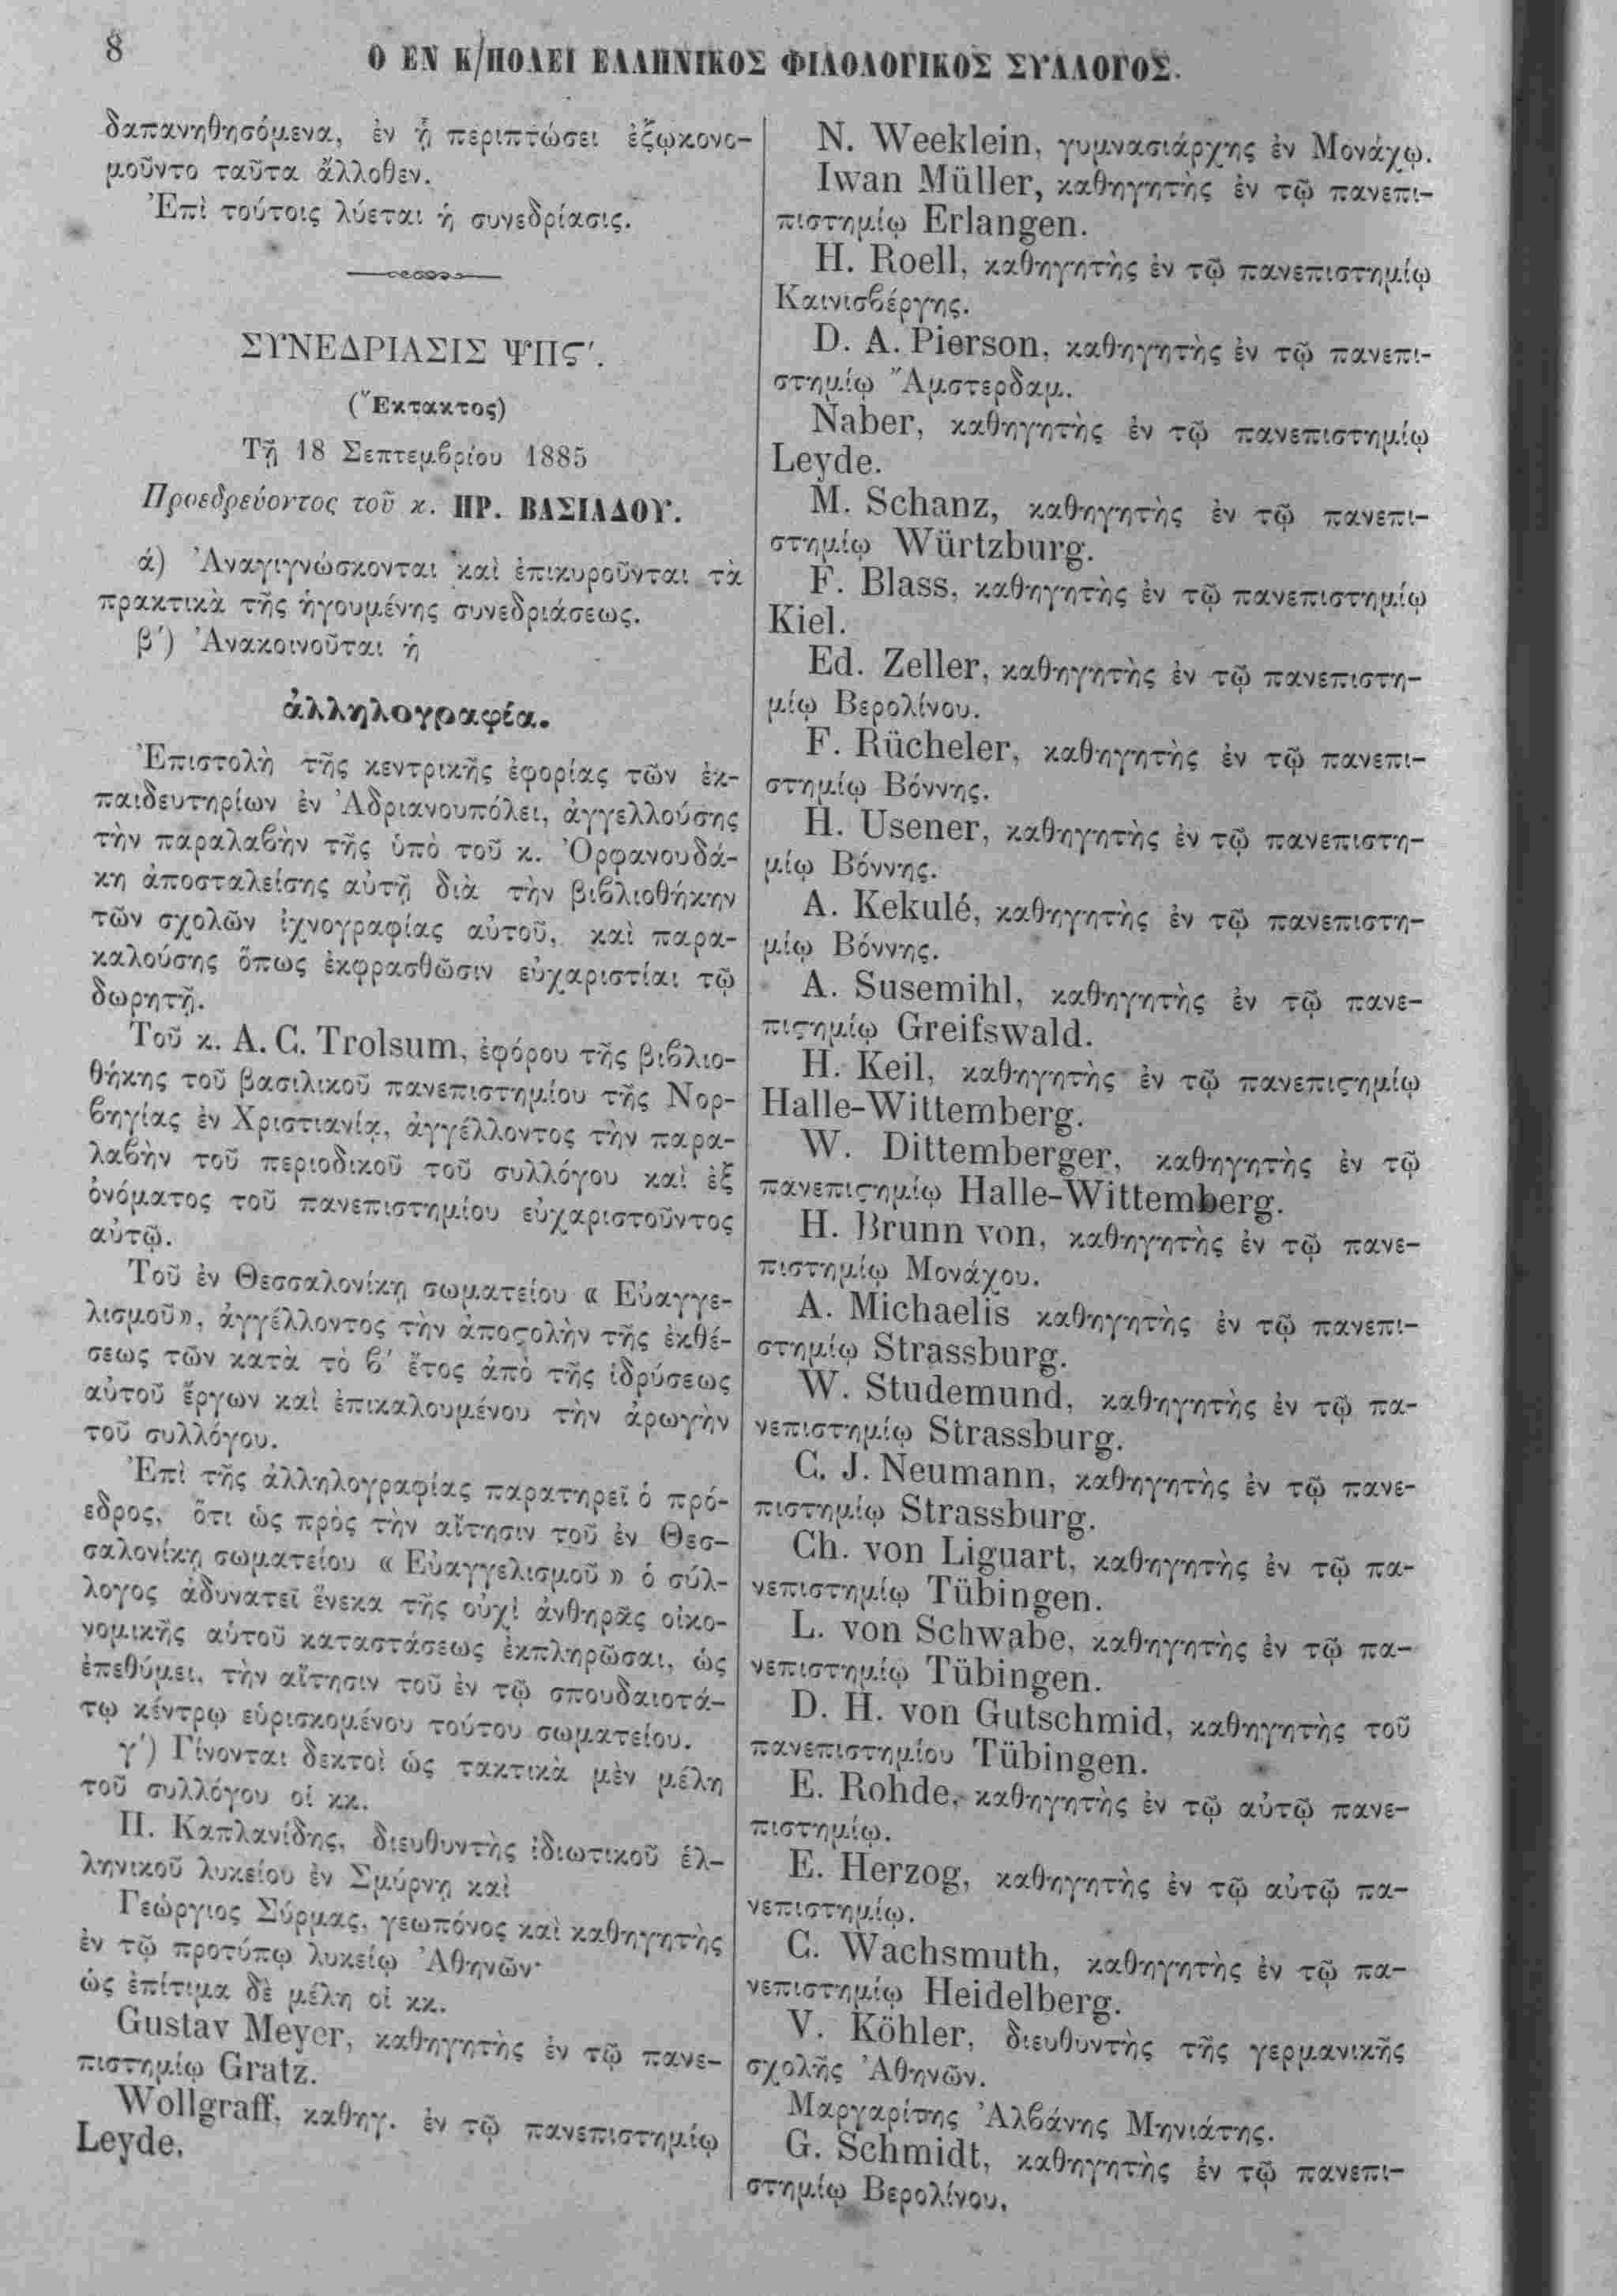 8
Ο ΕΝ Κ/ΠΟΛΕΙ ΕΛΛΗΝΙΚΟΣ ΦΙΛΟΛΟΓΙΚΟΣ ΣΥΛΛΟΓΟΣ.
δαπανηθησόμενα, ἐν ᾗ περιπτώσει ἐξῳκονο-
μοῦντο ταῦτα ἄλλοθεν.
Ἐπὶ τούτοις λύεται ἡ συνεδρίασις.
ΣΥΝΕΔΡΙΑΣΙΣ ΨΠϚ΄.
(Ἔκτακτος)
Τῇ 18 Σεπτεμβρίου 1885
Προεδρεύοντος τοῦ κ. ΗΡ. ΒΑΣΙΑΔΟΥ.
ά) Ἀναγιγνώσκονται καὶ ἐπικυροῦνται τὰ
πρακτικὰ τῆς ἡγουμένης συνεδριάσεως.
β΄) Ἀνακοινοῦται ἡ
ἀλληλογραφία.
Ἐπιστολὴ τῆς κεντρικῆς ἐφορίας τῶν ἐκ-
παιδευτηρίων ἐν Ἀδριανουπόλει, ἀγγελλούσης
τὴν παραλαβὴν τῆς ὑπὸ τοῦ κ. Ὀρφανουδά-
κη ἀποσταλείσης αὐτῇ διὰ τὴν βιβλιοθήκην
τῶν σχολῶν ἰχνογραφίας αὐτοῦ, καὶ παρα-
καλούσης ὅπως ἐκφρασθῶσιν εὐχαριστίαι τῷ
δωρητῇ.
Τοῦ κ. A. C. Trolsum, ἐφόρου τῆς βιβλιο-
θήκης τοῦ βασιλικοῦ πανεπιστημίου τῆς Νορ-
βηγίας ἐν Χριστιανίᾳ, ἀγγέλλοντος τὴν παρα-
λαβὴν τοῦ περιοδικοῦ τοῦ συλλόγου καὶ ἐξ
ὀνόματος τοῦ πανεπιστημίου εὐχαριστοῦντος
αὐτῷ.
Τοῦ ἐν Θεσσαλονίκῃ σωματείου « Εὐαγγε-
λισμοῦ», ἀγγέλλοντος τὴν ἀποϛολὴν τῆς ἐκθέ-
σεως τῶν κατὰ τὸ β΄ ἔτος ἀπὸ τῆς ἱδρύσεως
αὐτοῦ ἔργων καὶ ἐπικαλουμένου τὴν ἀρωγὴν
τοῦ συλλόγου.
Ἐπὶ τῆς ἀλληλογραφίας παρατηρεῖ ὁ πρό-
εδρος, ὅτι ὡς πρὸς τὴν αἴτησιν τοῦ ἐν Θεσ-
σαλονίκῃ σωματείου « Εὐαγγελισμοῦ » ὁ σύλ-
λογος ἀδυνατεῖ ἕνεκα τῆς οὐχὶ ἀνθηρᾶς οἰκο-
νομικῆς αὑτοῦ καταστάσεως ἐκπληρῶσαι, ὡς
ἐπεθύμει, τὴν αἴτησιν τοῦ ἐν τῷ σπουδαιοτά-
τῳ κέντρῳ εὑρισκομένου τούτου σωματείου.
γ΄) Γίνονται δεκτοὶ ὡς τακτικὰ μὲν μέλη
τοῦ συλλόγου οἱ κκ.
Π. Καπλανίδης, διευθυντὴς ἰδιωτικοῦ ἑλ-
ληνικοῦ λυκείου ἐν Σμύρνῃ καὶ
Γεώργιος Σύρμας, γεωπόνος καὶ καθηγητὴς
ἐν τῷ προτύπῳ λυκείῳ Ἀθηνῶν·
ὡς ἐπίτιμα δὲ μέλη οἱ κκ.
Gustav Meyer, καθηγητὴς ἐν τῷ πανε-
πιστημίῳ Gratz.
Wollgraff, καθηγ. ἐν τῷ πανεπιστημίῳ
Leyde.
N. Weeklein, γυμνασιάρχης ἐν Μονάχῳ.
Iwan Müller, καθηγητὴς ἐν τῷ πανεπι-
πιστημίῳ Erlangen.
H. Roell, καθηγητὴς ἐν τῷ πανεπιστημίῳ
Καινισβέργης.
D. A. Pierson, καθηγητὴς ἐν τῷ πανεπι-
στημίῳ Ἄμστερδαμ.
Naber, καθηγητὴς ἐν τῷ πανεπιστημίῳ
Leyde.
M. Schanz, καθηγητὴς ἐν τῷ πανεπι-
στημίῳ Würtzburg.
F. Blass, καθηγητὴς ἐν τῷ πανεπιστημίῳ
Kiel.
Ed. Zeller, καθηγητὴς ἐν τῷ πανεπιστη-
μίῳ Βερολίνου.
F. Rücheler, καθηγητὴς ἐν τῷ πανεπι-
στημίῳ Βόννης.
H. Usener, καθηγητὴς ἐν τῷ πανεπιστη-
μίῳ Βόννης.
A. Kekulé, καθηγητὴς ἐν τῷ πανεπιστη-
μίῳ Βόννης.
A. Susemihl, καθηγητὴς ἐν τῷ πανε-
πιϛημίῳ Greifswald.
H. Keil, καθηγητὴς ἐν τῷ πανεπιϛημίῳ
Halle-Wittemberg.
W. Dittemberger, καθηγητὴς ἐν τῷ
πανεπιϛημίῳ Halle-Wittemberg.
H. Brunn von, καθηγητὴς ἐν τῷ πανε-
πιστημίῳ Μονάχου.
A. Michaelis καθηγητὴς ἐν τῷ πανεπι-
στημίῳ Strassburg.
W. Studemund, καθηγητὴς ἐν τῷ πα-
νεπιστημίῳ Strassburg.
C. J. Neumann, καθηγητὴς ἐν τῷ πανε-
πιστημίῳ Strassburg.
Ch. von Liguart, καθηγητὴς ἐν τῷ πα-
νεπιστημίῳ Tübingen.
L. von Schwabe, καθηγητὴς ἐν τῷ πα-
νεπιστημίῳ Tübingen.
D. H. von Gutschmid, καθηγητὴς τοῦ
πανεπιστημίου Tübingen.
E. Rohde, καθηγητὴς ἐν τῷ αὐτῷ πανε-
πιστημίῳ.
E. Herzog, καθηγητὴς ἐν τῷ αὐτῷ πα-
νεπιστημίῳ.
C. Wachsmuth, καθηγητὴς ἐν τῷ πα-
νεπιστημίῳ Heidelberg.
V. Köhler, διευθυντὴς τῆς γερμανικῆς
σχολῆς Ἀθηνῶν.
Μαργαρίτης Ἀλβάνης Μηνιάτης.
G. Schmidt, καθηγητὴς ἐν τῷ πανεπι-
στημίῳ Βερολίνου.